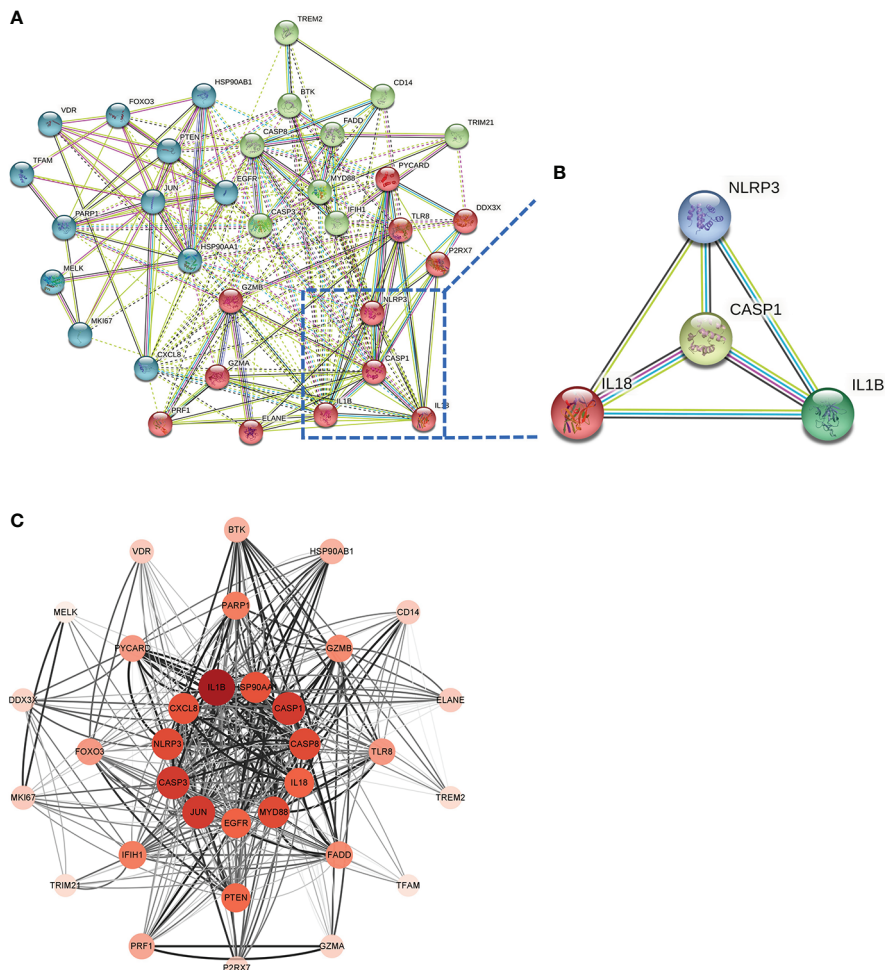 A
TREM2
HSP90AB1
CD14
BTK
VDR
FOXO3
FADD
TRIM21
PTEN
CASP8
PYCARD
TFAM
EGFR
MYD88
JUN
DDX3X
PARP1
CASP3
IFIH1
TLR8
HSP90AA1
P2RX7
MELK
GZMB
NLRP3
MKI67
CXCL8
GZMA
CASP1
PRF1
ELANE
IL1B
IL18
B
NLRP3
CASP1
IL18
IL1B
C
BTK
VDR
HSP90AB1
MELK
PARP1
CD14
PYCARD
GZMB
IL1B
HSP90AA
DDX3X
CXCL8
CASP1
ELANE
FOXO3
NLRP3
CASP8
TLR8
CASP3
IL18
MKI67
TREM2
JUN
EGFR
MYD88
IFIH1
FADD
TRIM21
PTEN
TFAM
PRF1
GZMA
P2RX7